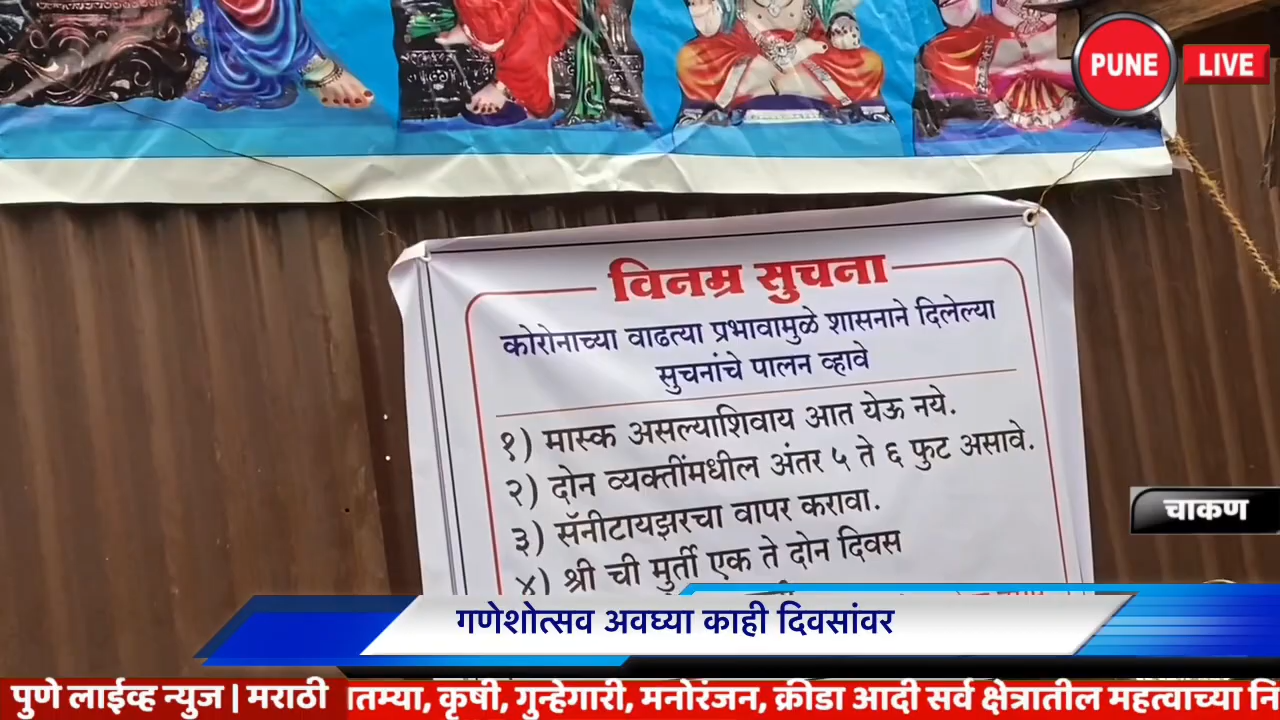 PUNE LIVE
विनम्र सुचना
कोरोनाच्या वाढत्या प्रभावामुळे शासनाने दिलेल्या
सुचनांचे पालन व्हावे
१) मास्क असल्याशिवाय आत येऊ नये.
२) दोन व्यक्तींमधील अंतर ५ ते ६ फुट असावे.
३) सॅनीटायझरचा वापर करावा.
४) श्री ची मुर्ती एक ते दोन दिवस
चाकण
गणेशोत्सव अवघ्या काही दिवसांवर
पुणे लाईव्ह न्युज | मराठी तम्या, कृषी, गुन्हेगारी, मनोरंजन, क्रीडा आदी सर्व क्षेत्रातील महत्वाच्या